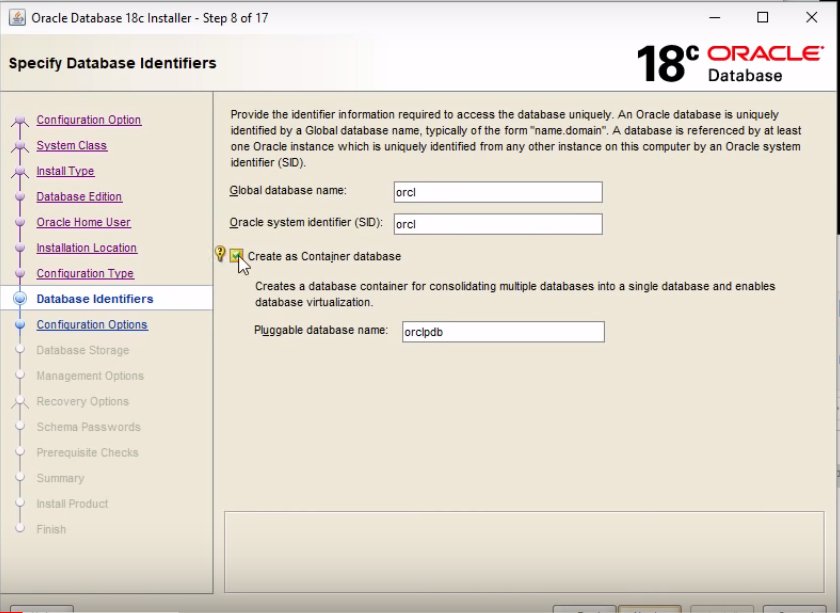 Oracle Database 18c Installer - Step 8 of 17
Specify Database Identifiers
18c ORACLE
Database
Configuration Option
System Class
Install Type
Database Edition
Oracle Home User
Installation Location
Configuration Type
Database Identifiers
Configuration Options
Database Storage
Management Options
Recovery Options
Schema Passwords
Prerequisite Checks
Summary
Install Product
Finish
Provide the identifier information required to access the database uniquely. An Oracle database is uniquely
identified by a Global database name, typically of the form "name.domain". A database is referenced by at least
one Oracle instance which is uniquely identified from any other instance on this computer by an Oracle system
identifier (SID).
Global database name: orcl
Oracle system identifier (SID): orcl
Create as Container database
Creates a database container for consolidating multiple databases into a single database and enables
database virtualization.
Pluggable database name: orclpdb